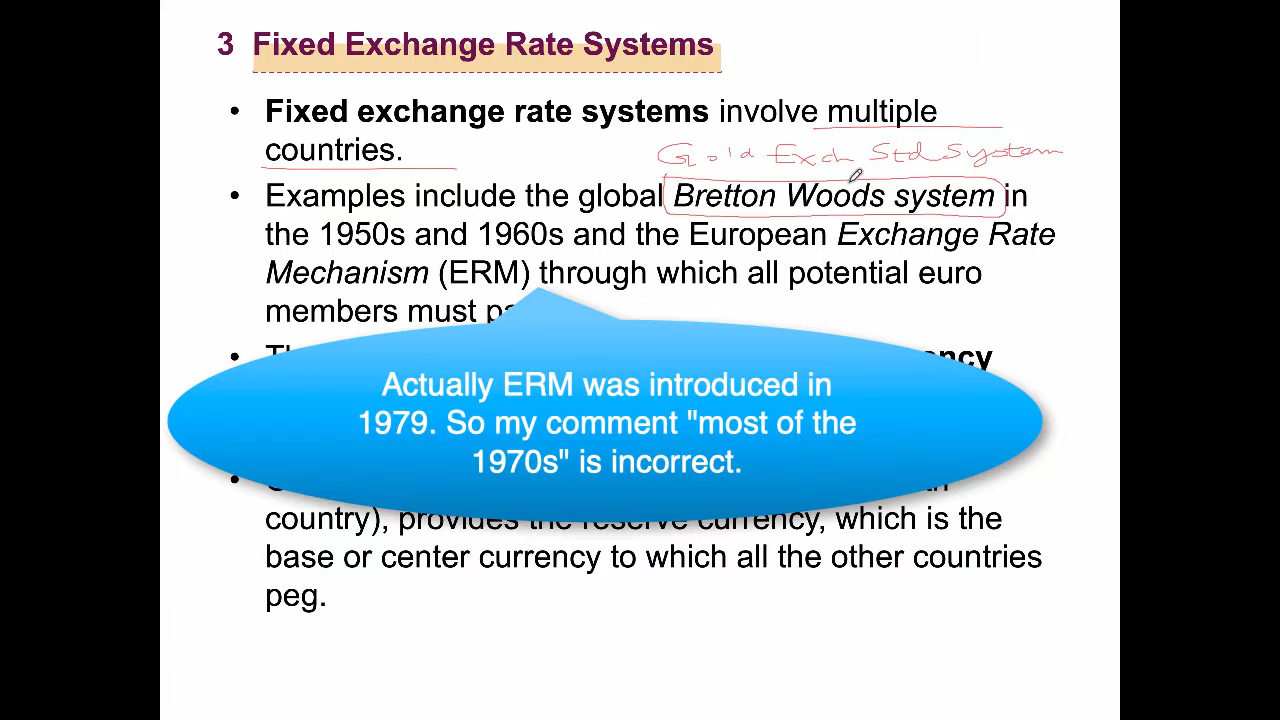 3 Fixed Exchange Rate Systems
• Fixed exchange rate systems involve multiple
countries.
Gold Exch Std System
• Examples include the global Bretton Woods system in
the 1950s and 1960s and the European Exchange Rate
Mechanism (ERM) through which all potential euro
members must
•
Actually ERM was introduced in
1979. So my comment "most of the
1970s" is incorrect.
•
country), provides the reserve currency, which is the
base or center currency to which all the other countries
peg.